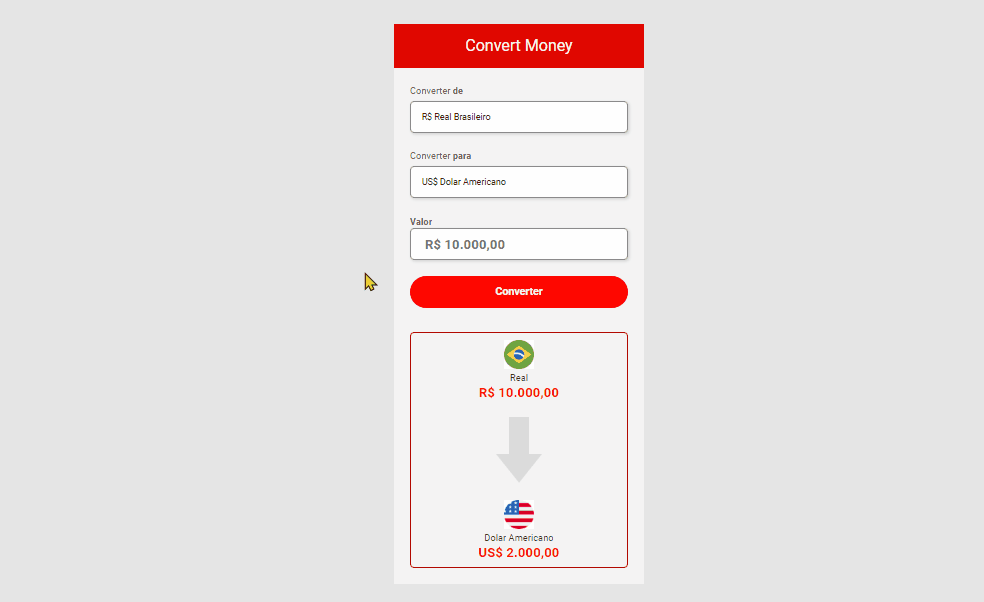 Convert Money
Converter de
R$ Real Brasileiro
Converter para
US$ Dolar Americano
Valor
R$ 10.000,00
Converter
Real
R$ 10.000,00
Dolar Americano
US$ 2.000,00